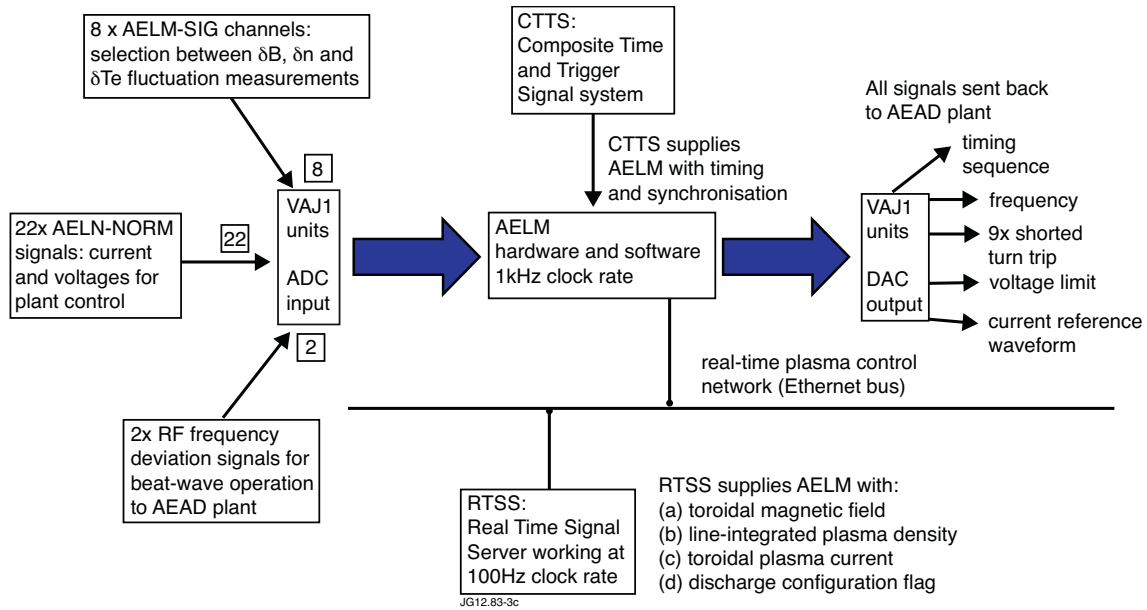 8 x AELM-SIG channels:
selection between δB, δn and
δTe fluctuation measurements
22x AELN-NORM
signals: current
and voltages for
plant control
2x RF frequency
deviation signals for
beat-wave operation
to AEAD plant
8
22
2
VAJ1
units
ADC
input
CTTS:
Composite Time
and Trigger
Signal system
CTTS supplies
AELM with timing
and synchronisation
AELM
hardware and software
1kHz clock rate
VAJ1
units
DAC
output
All signals sent back
to AEAD plant
timing
sequence
frequency
9x shorted
turn trip
voltage limit
current reference
waveform
real-time plasma control
network (Ethernet bus)
RTSS:
Real Time Signal
Server working at
100Hz clock rate
RTSS supplies AELM with:
(a) toroidal magnetic field
(b) line-integrated plasma density
(c) toroidal plasma current
(d) discharge configuration flag
JG12.83-3c